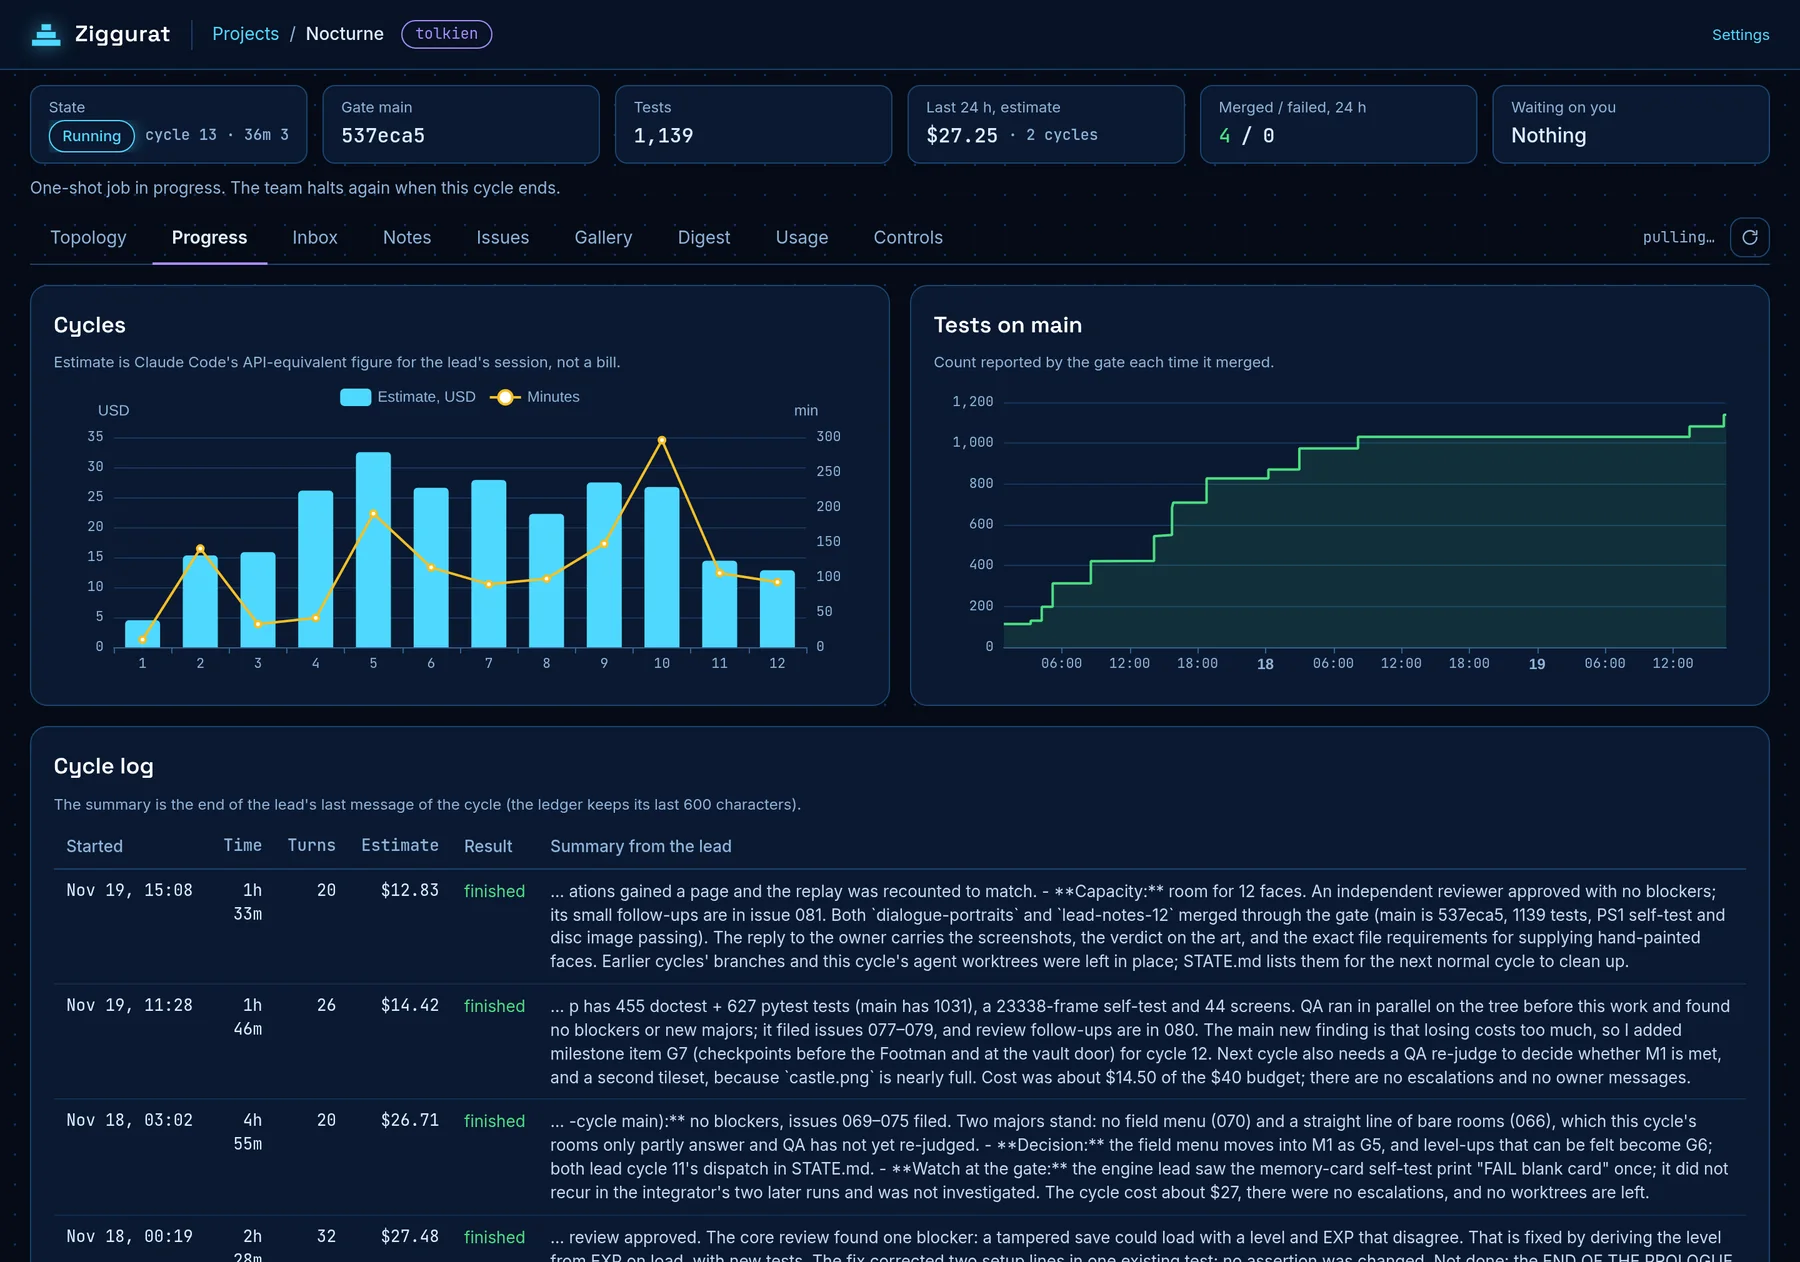 Ziggurat
Projects / Nocturne
tolkien
Settings
State
Running cycle 13 · 36m 3
Gate main
537eca5
Tests
1,139
Last 24 h, estimate
$27.25 · 2 cycles
Merged / failed, 24 h
4 / 0
Waiting on you
Nothing
One-shot job in progress. The team halts again when this cycle ends.
Topology Progress Inbox Notes Issues Gallery Digest Usage Controls
pulling…
Cycles
Estimate is Claude Code's API-equivalent figure for the lead's session, not a bill.
Estimate, USD Minutes
USD min
35 300
30 250
25 200
20 150
15 100
10 50
5 0
0
1 2 3 4 5 6 7 8 9 10 11 12
Tests on main
Count reported by the gate each time it merged.
1,200
1,000
800
600
400
200
0
06:00 12:00 18:00 18 06:00 12:00 18:00 19 06:00 12:00
Cycle log
The summary is the end of the lead's last message of the cycle (the ledger keeps its last 600 characters).
Started Time Turns Estimate Result Summary from the lead
Nov 19, 15:08 1h 33m 20 $12.83 finished
... ations gained a page and the replay was recounted to match. - **Capacity:** room for 12 faces. An independent reviewer approved with no blockers;
its small follow-ups are in issue 081. Both `dialogue-portraits` and `lead-notes-12` merged through the gate (main is 537eca5, 1139 tests, PS1 self-test and
disc image passing). The reply to the owner carries the screenshots, the verdict on the art, and the exact file requirements for supplying hand-painted
faces. Earlier cycles' branches and this cycle's agent worktrees were left in place; STATE.md lists them for the next normal cycle to clean up.
Nov 19, 11:28 1h 46m 26 $14.42 finished
... p has 455 doctest + 627 pytest tests (main has 1031), a 23338-frame self-test and 44 screens. QA ran in parallel on the tree before this work and found
no blockers or new majors; it filed issues 077–079, and review follow-ups are in 080. The main new finding is that losing costs too much, so I added
milestone item G7 (checkpoints before the Footman and at the vault door) for cycle 12. Next cycle also needs a QA re-judge to decide whether M1 is met,
and a second tileset, because `castle.png` is nearly full. Cost was about $14.50 of the $40 budget; there are no escalations and no owner messages.
Nov 18, 03:02 4h 55m 20 $26.71 finished
... -cycle main):** no blockers, issues 069–075 filed. Two majors stand: no field menu (070) and a straight line of bare rooms (066), which this cycle's
rooms only partly answer and QA has not yet re-judged. - **Decision:** the field menu moves into M1 as G5, and level-ups that can be felt become G6;
both lead cycle 11's dispatch in STATE.md. - **Watch at the gate:** the engine lead saw the memory-card self-test print "FAIL blank card" once; it did not
recur in the integrator's two later runs and was not investigated. The cycle cost about $27, there were no escalations, and no worktrees are left.
Nov 18, 00:19 2h 28m 32 $27.48 finished
... review approved. The core review found one blocker: a tampered save could load with a level and EXP that disagree. That is fixed by deriving the level
from EXP on load, with new tests. The fix corrected two setup lines in one existing test; no assertion was changed. Not done: the END OF THE PROLOGUE